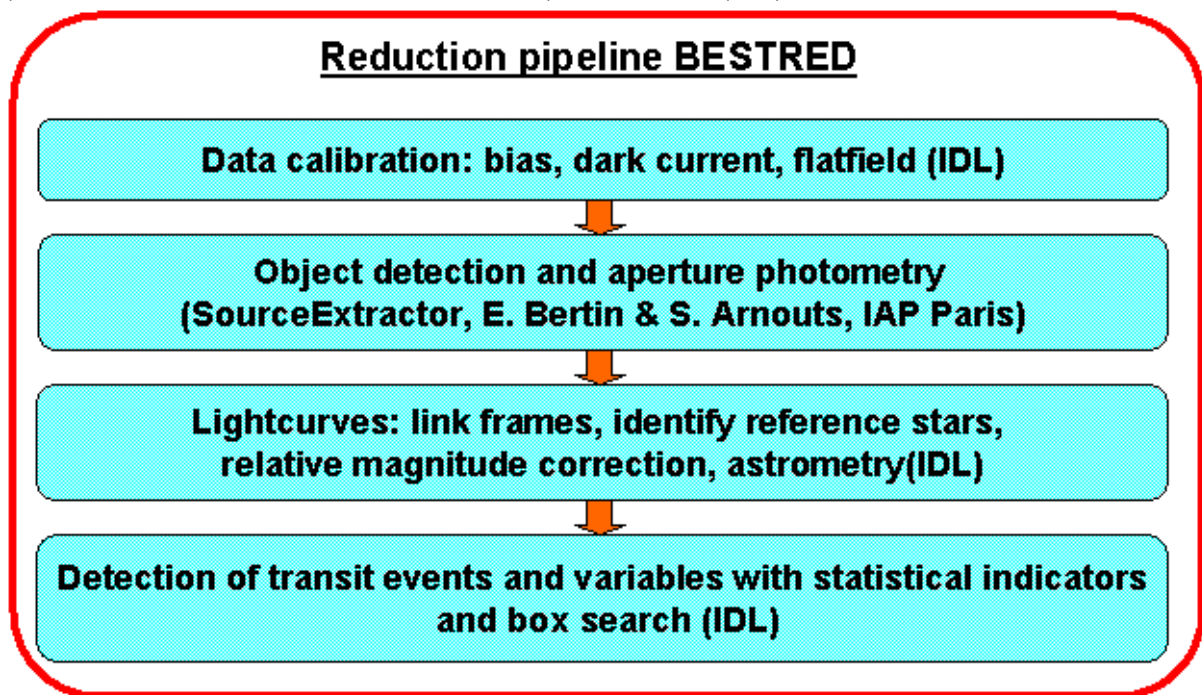 Reduction pipeline BESTRED
Data calibration: bias, dark current, flatfield (IDL)
Object detection and aperture photometry
(SourceExtractor, E. Bertin & S. Arnouts, IAP Paris)
Lightcurves: link frames, identify reference stars,
relative magnitude correction, astrometry(IDL)
Detection of transit events and variables with statistical indicators
and box search (IDL)